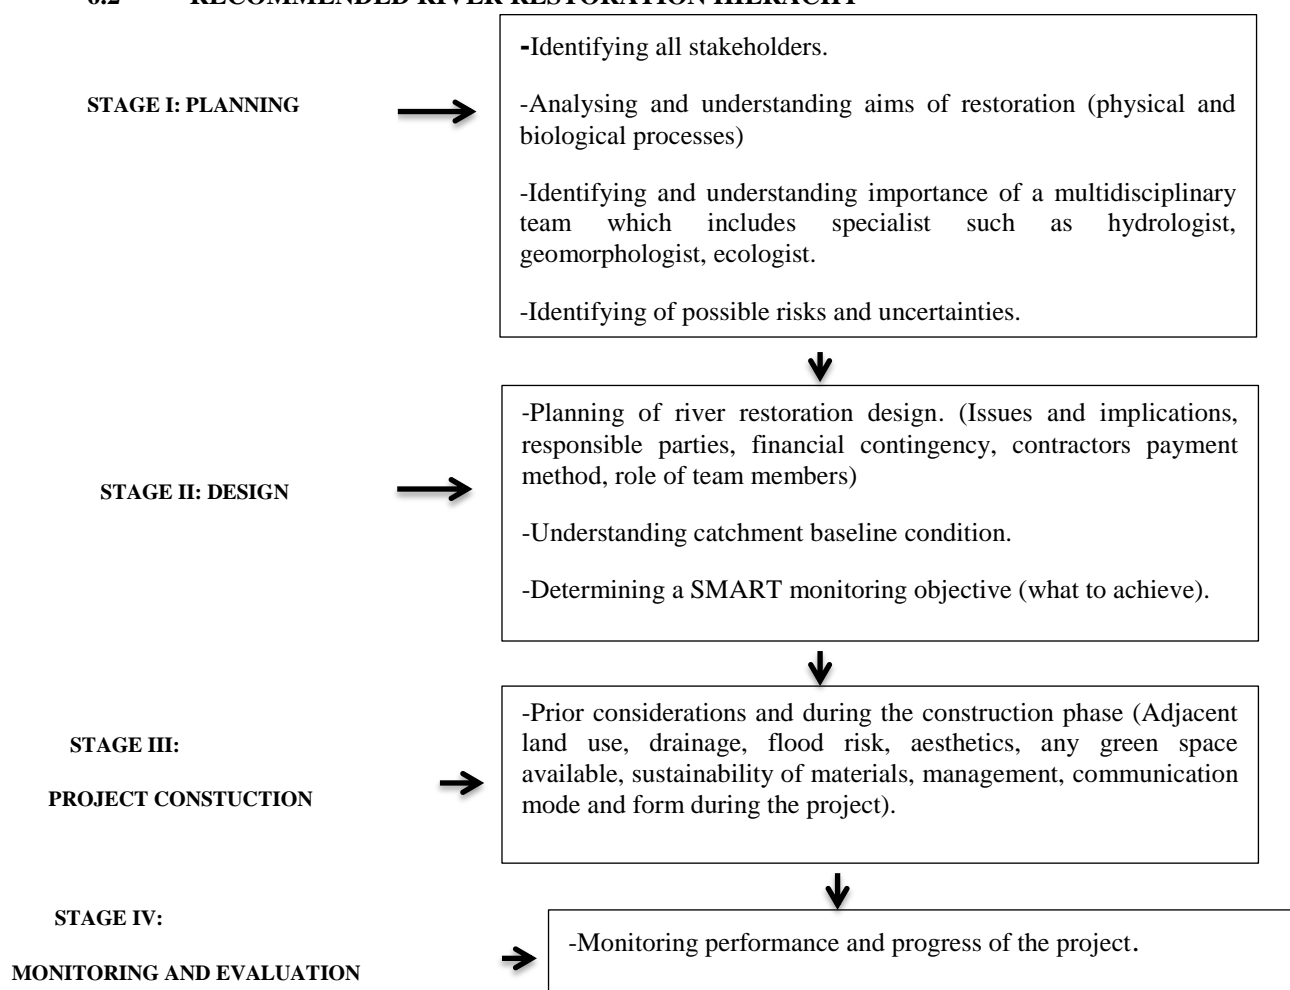 6.2 RECOMMENDED RIVER RESTORATION HIERACHY
-Identifying all stakeholders.
STAGE I: PLANNING
-Analysing and understanding aims of restoration (physical and
biological processes)
-Identifying and understanding importance of a multidisciplinary
team which includes specialist such as hydrologist,
geomorphologist, ecologist.
-Identifying of possible risks and uncertainties.
-Planning of river restoration design. (Issues and implications,
responsible parties, financial contingency, contractors payment
method, role of team members)
STAGE II: DESIGN
-Understanding catchment baseline condition.
-Determining a SMART monitoring objective (what to achieve).
-Prior considerations and during the construction phase (Adjacent
land use, drainage, flood risk, aesthetics, any green space
available, sustainability of materials, management, communication
mode and form during the project).
STAGE III:
PROJECT CONSTUCTION
STAGE IV:
MONITORING AND EVALUATION
-Monitoring performance and progress of the project.